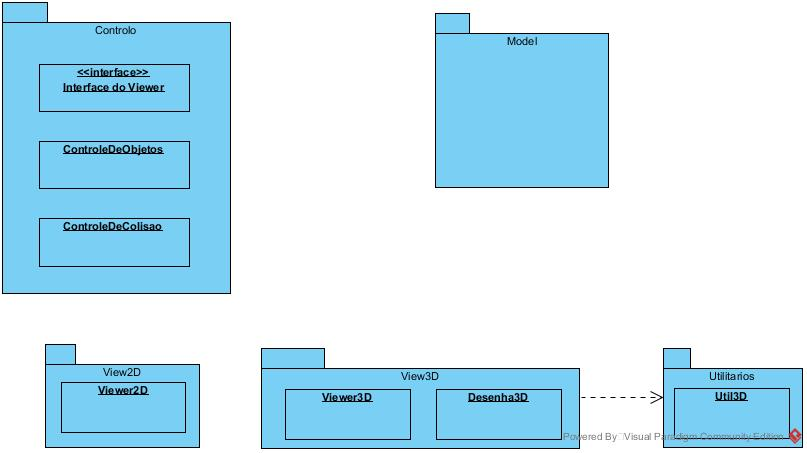 Controlo
<<interface>>
Interface do Viewer
ControleDeObjetos
ControleDeColisao
Model
View2D
Viewer2D
View3D
Viewer3D
Desenha3D
Utilitarios
Util3D
Powered By Visual Paradigm Community Edition